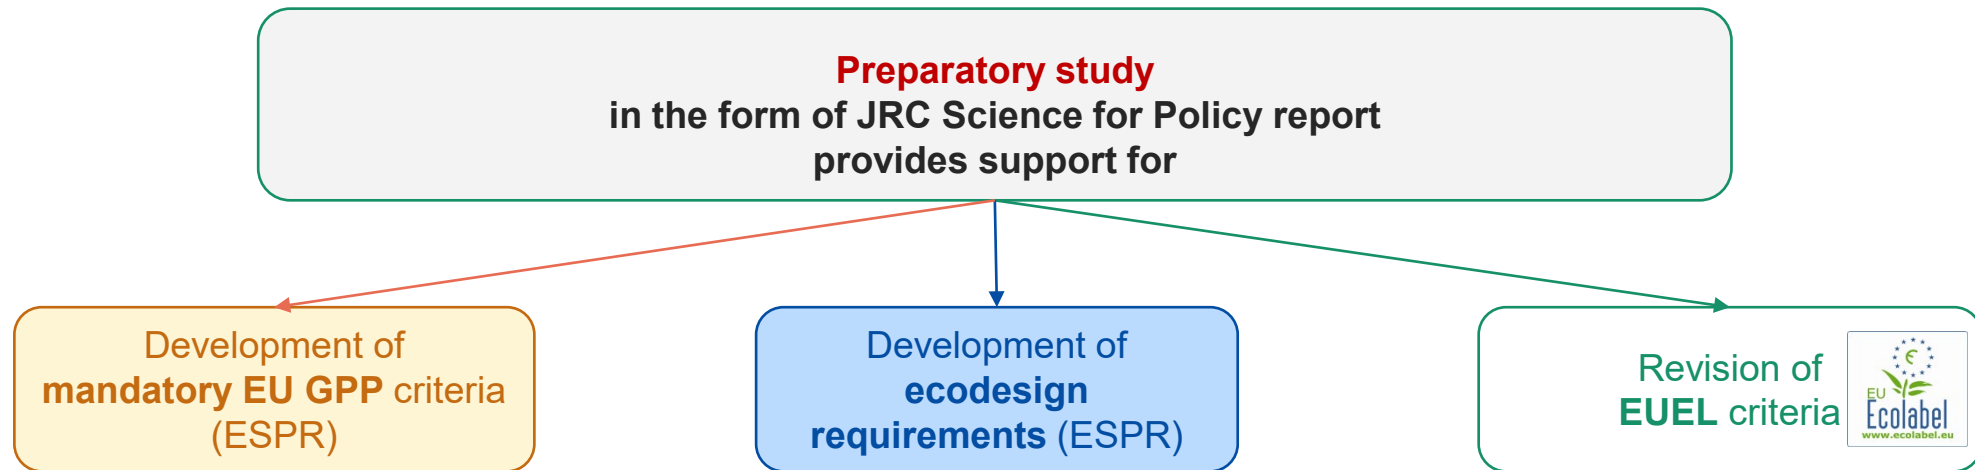 Preparatory study
in the form of JRC Science for Policy report
provides support for
Development of
mandatory EU GPP criteria
(ESPR)
Development of
ecodesign
requirements (ESPR)
Revision of
EUEL criteria
EU
Ecolabel
www.ecolabel.eu